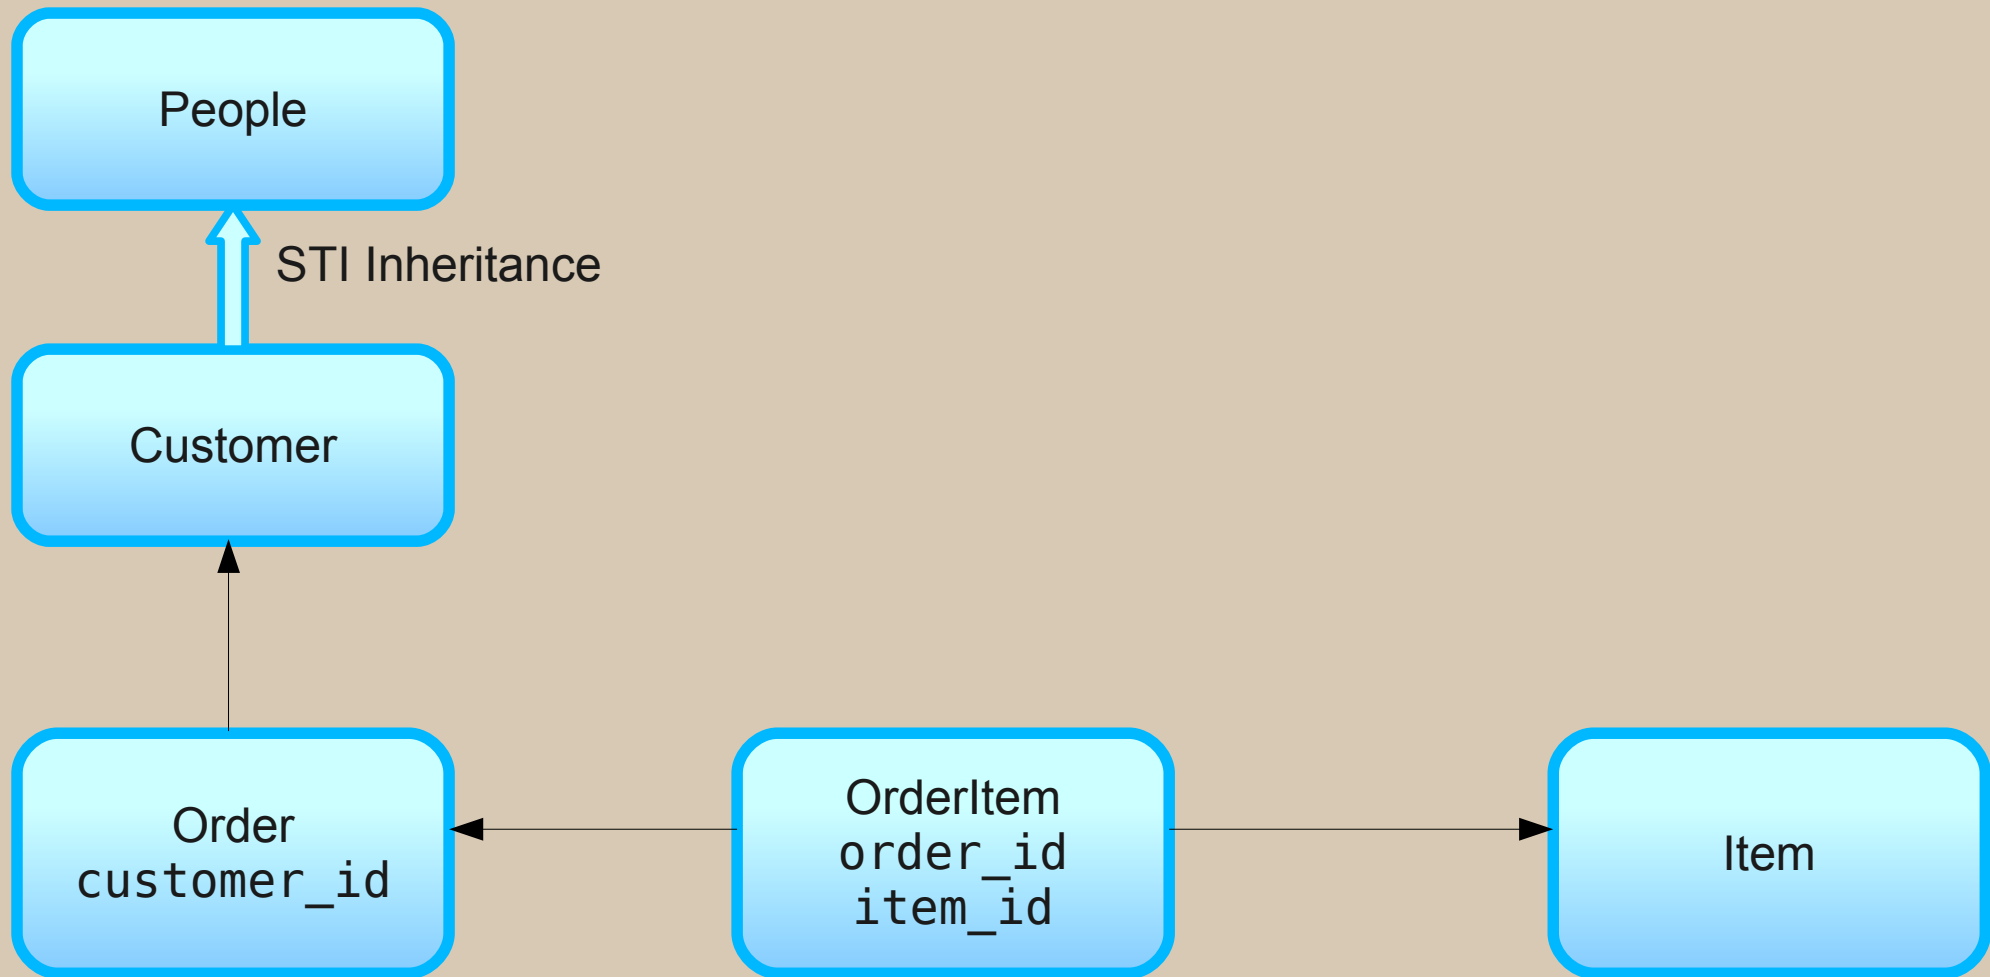 People
STI Inheritance
Customer
Order
customer_id
OrderItem
order_id
item_id
Item